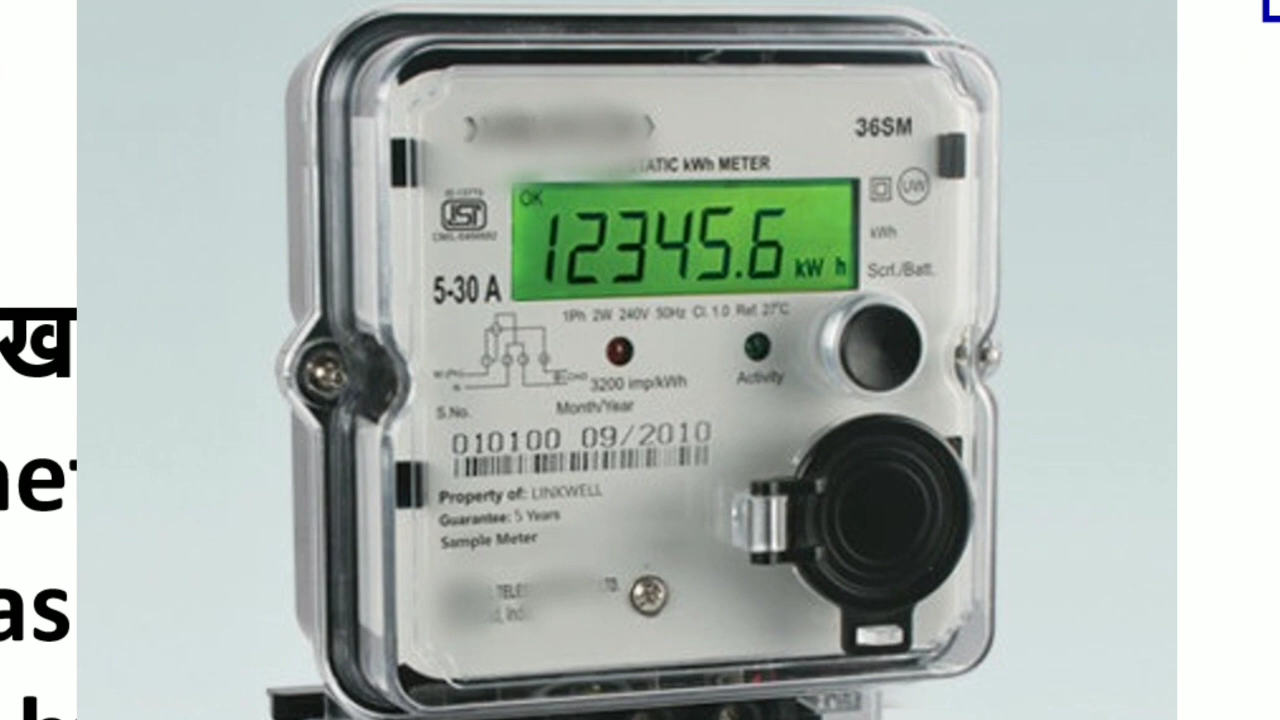 36SM
kWh METER
OK
12345.6 kW h
kWh
Scrl./Batt.
5-30 A
1Ph 2W 240V 50Hz Cl. 1.0 Ref. 27°C
3200 imp/kWh
Activity
S.No.
Month/Year
010100 09/2010
Property of: LINKWELL
Guarantee: 5 Years
Sample Meter
ख
as